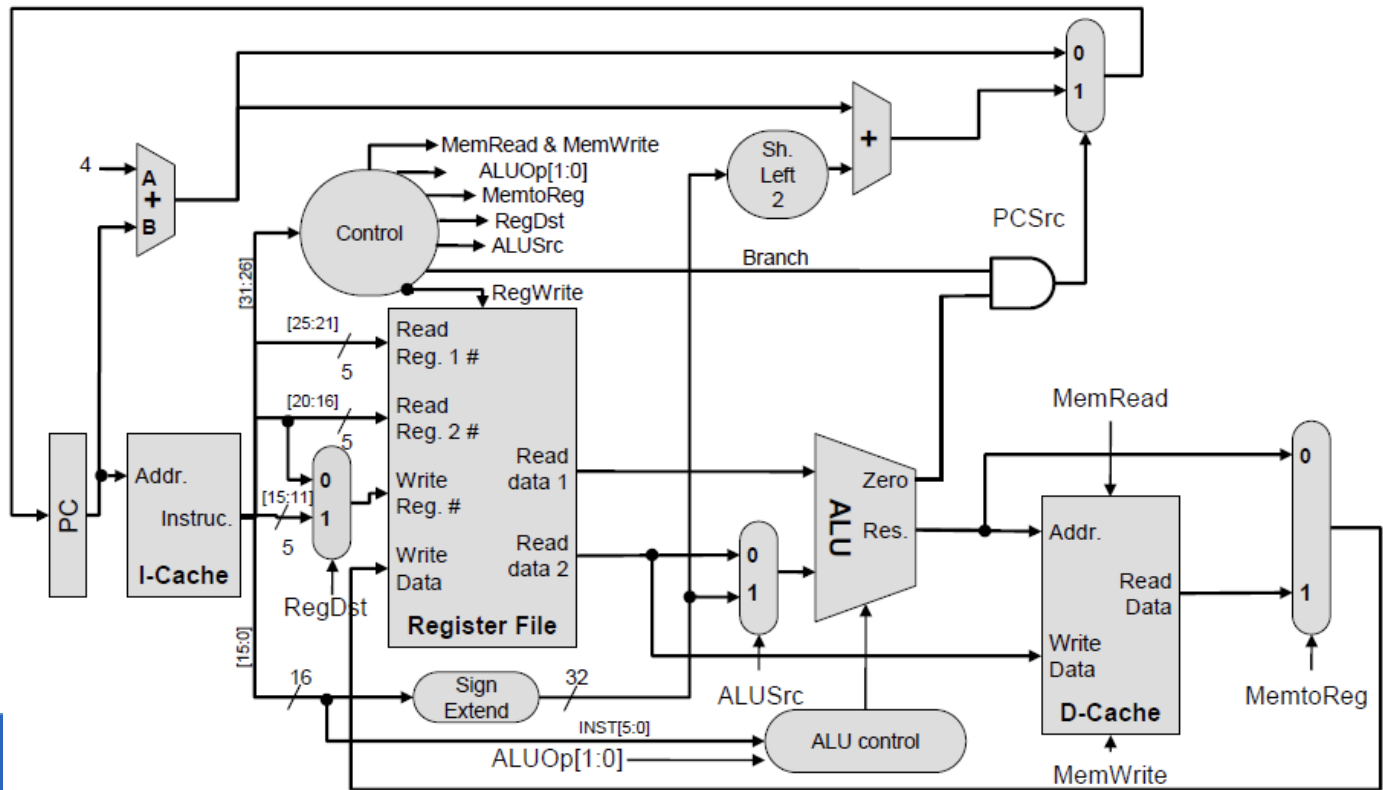 0
1
MemRead & MemWrite
ALUOp[1:0]
MemtoReg
RegDst
ALUSrc
4
A
+
B
+
Sh.
Left
2
Control
PCSrc
Branch
[31:26]
RegWrite
[25:21]
5
Read
Reg. 1 #
[20:16]
5
Read
Reg. 2 #
MemRead
PC
Addr.
Instruc.
I-Cache
[15:11]
5
0
1
RegDst
Write
Reg. #
Write
Data
Read
data 1
Read
data 2
Register File
0
1
ALUSrc
ALU
Zero
Res.
Addr.
Read
Data
Write
Data
D-Cache
MemWrite
0
1
MemtoReg
[15:0]
16
Sign
Extend
32
INST[5:0]
ALUOp[1:0]
ALU control